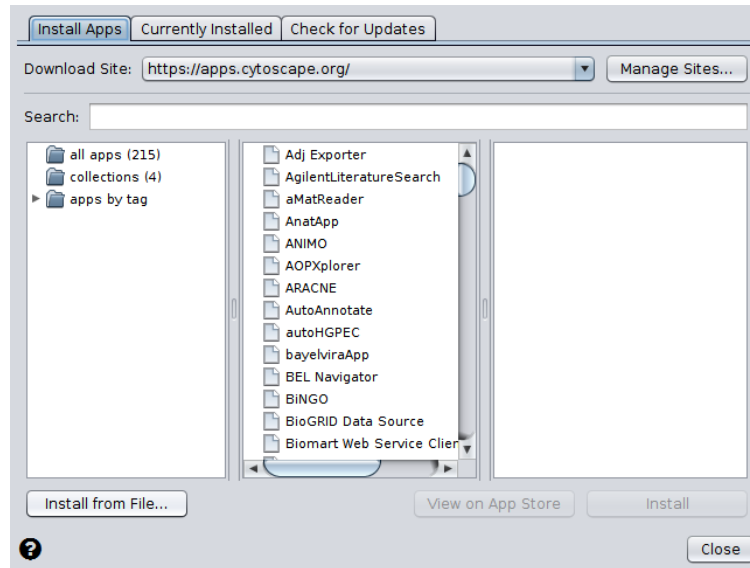 Install Apps Currently Installed Check for Updates
Download Site: https://apps.cytoscape.org/ Manage Sites...
Search:
all apps (215)
collections (4)
apps by tag
Adj Exporter
AgilentLiteratureSearch
aMatReader
AnatApp
ANIMO
AOPXplorer
ARACNE
AutoAnnotate
autoHGPEC
bayelviraApp
BEL Navigator
BiNGO
BioGRID Data Source
Biomart Web Service Clier
Install from File... View on App Store Install
? Close